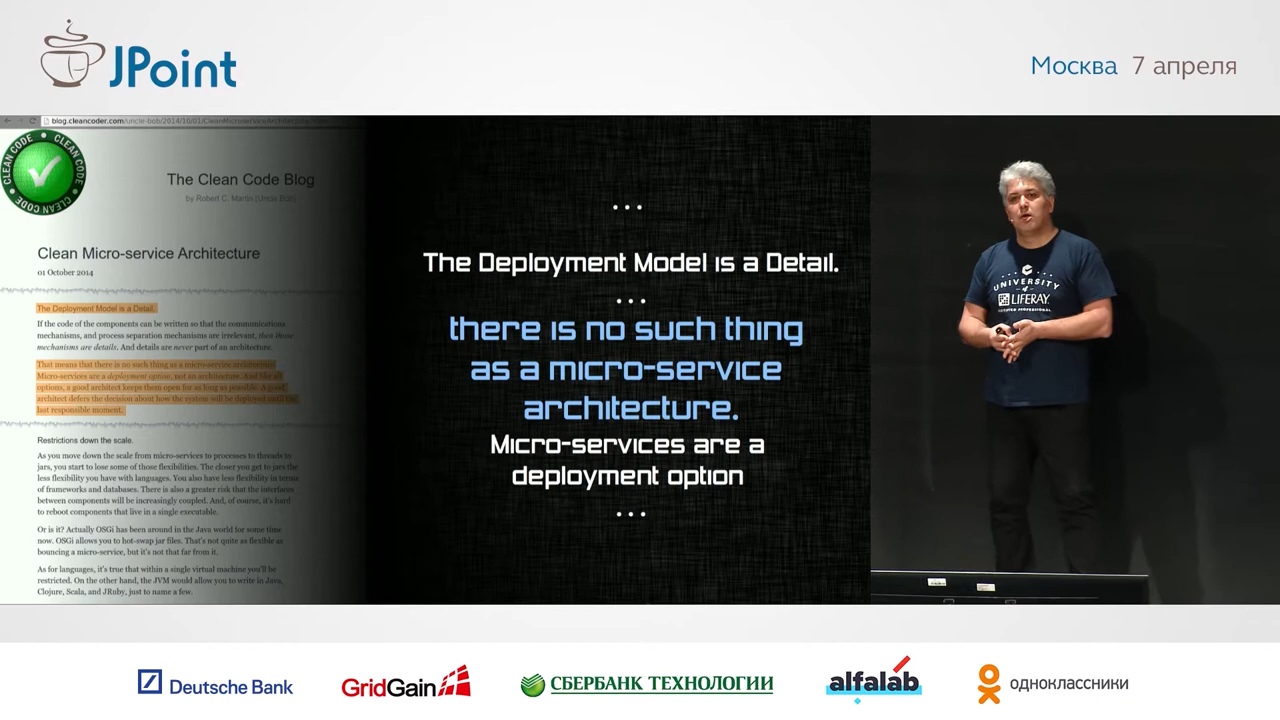 JPoint
Москва 7 апреля
blog.cleancoder.com/uncle-bob/2014/10/01/CleanMicroserviceArchitecture
CLEAN CODE • CLEAN CODE •
The Clean Code Blog
by Robert C. Martin (Uncle Bob)
Clean Micro-service Architecture
01 October 2014
The Deployment Model is a Detail.
If the code of the components can be written so that the communications
mechanisms, and process separation mechanisms are irrelevant, then those
mechanisms are details. And details are never part of an architecture.
That means that there is no such thing as a micro-service architecture.
Micro-services are a deployment option, not an architecture. And like all
options, a good architect keeps them open for as long as possible. A good
architect defers the decision about how the system will be deployed until the
last responsible moment.
Restrictions down the scale.
As you move down the scale from micro-services to processes to threads to
jars, you start to lose some of those flexibilities. The closer you get to jars the
less flexibility you have with languages. You also have less flexibility in terms
of frameworks and databases. There is also a greater risk that the interfaces
between components will be increasingly coupled. And, of course, it's hard
to reboot components that live in a single executable.
Or is it? Actually OSGi has been around in the Java world for some time
now. OSGi allows you to hot-swap jar files. That's not quite as flexible as
bouncing a micro-service, but it's not that far from it.
As for languages, it's true that within a single virtual machine you'll be
restricted. On the other hand, the JVM would allow you to write in Java,
Clojure, Scala, and JRuby, just to name a few.
...
The Deployment Model is a Detail.
...
there is no such thing
as a micro-service
architecture.
Micro-services are a
deployment option
...
UNIVERSITY
LIFERAY
Deutsche Bank
GridGain
СБЕРБАНК ТЕХНОЛОГИИ
alfalab
одноклассники